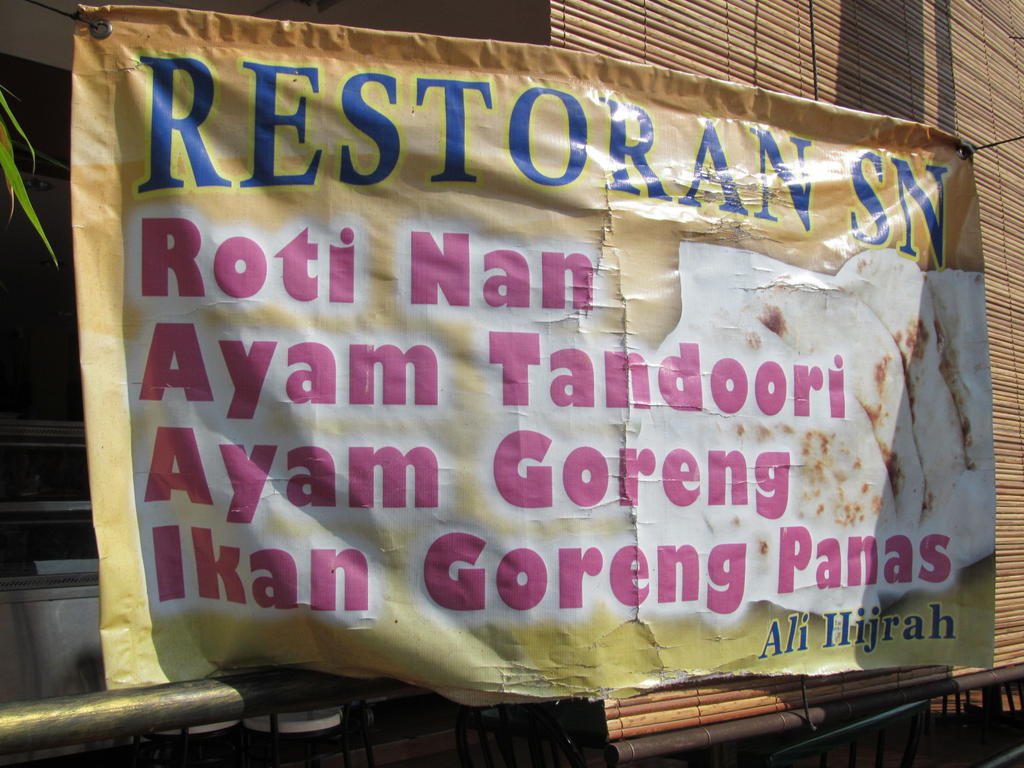 RESTORAN SN
Roti Nan
Ayam Tandoori
Ayam Goreng
Ikan Goreng Panas
Ali Hijrah